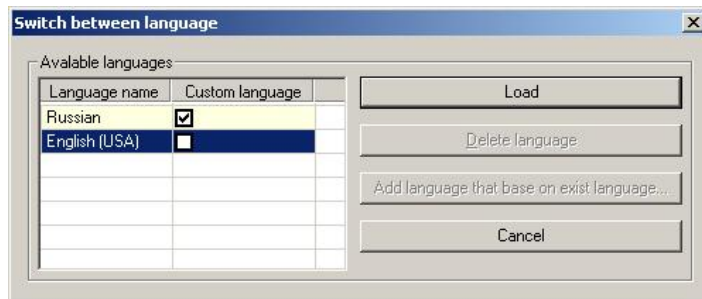 Switch between language
Avalable languages
Language name Custom language
Russian
English (USA)
Load
Delete language
Add language that base on exist language...
Cancel